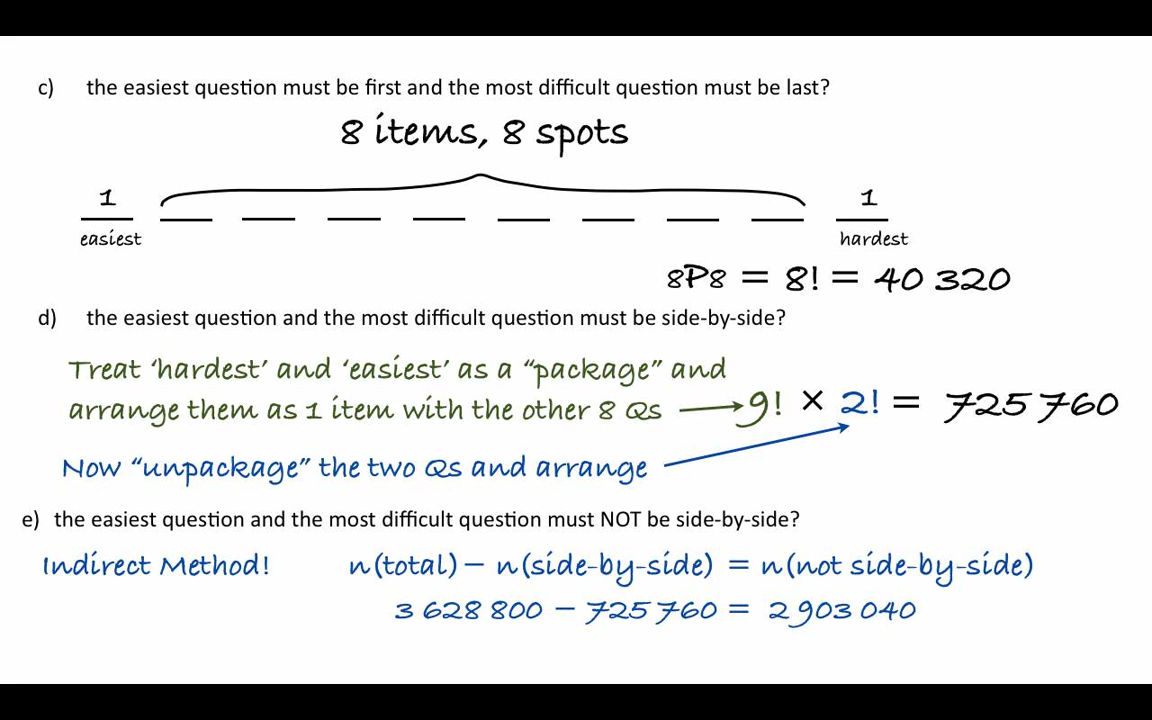 c) the easiest question must be first and the most difficult question must be last?
8 items, 8 spots
1 1
easiest hardest
8P8 = 8! = 40 320
d) the easiest question and the most difficult question must be side-by-side?
Treat 'hardest' and 'easiest' as a "package" and
arrange them as 1 item with the other 8 Qs 9! × 2! = 725 760
Now "unpackage" the two Qs and arrange
e) the easiest question and the most difficult question must NOT be side-by-side?
Indirect Method! n(total) – n(side-by-side) = n(not side-by-side)
3 628 800 – 725 760 = 2 903 040